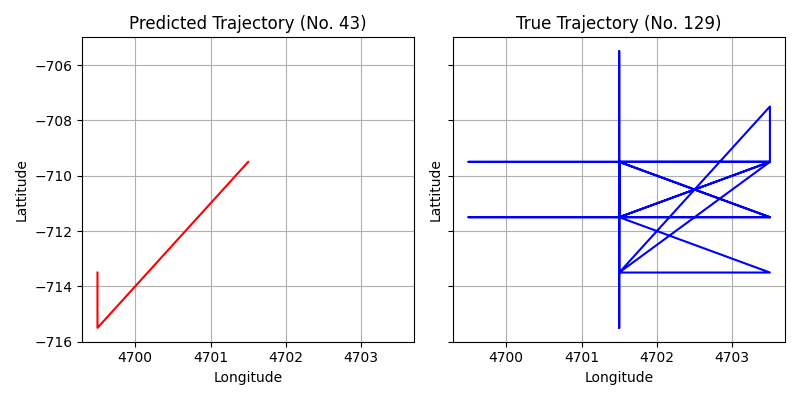 Predicted Trajectory (No. 43)
True Trajectory (No. 129)
−706
−708
−710
−712
−714
−716
Lattitude
Lattitude
4700
4701
4702
4703
4700
4701
4702
4703
Longitude
Longitude